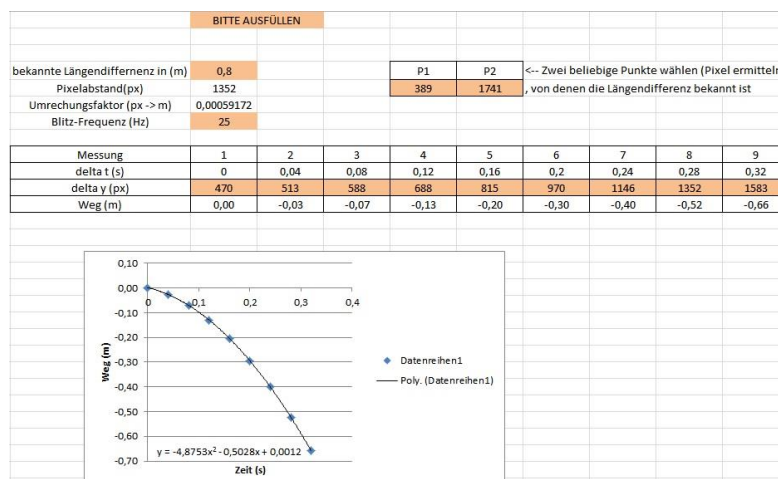 BITTE AUSFÜLLEN
bekannte Längendiffernenz in (m) 0,8 P1 P2 <-- Zwei beliebige Punkte wählen (Pixel ermitteln
Pixelabstand(px) 1352 389 1741 , von denen die Längendifferenz bekannt ist
Umrechungsfaktor (px -> m) 0,00059172
Blitz-Frequenz (Hz) 25
Messung 1 2 3 4 5 6 7 8 9
delta t (s) 0 0,04 0,08 0,12 0,16 0,2 0,24 0,28 0,32
delta y (px) 470 513 588 688 815 970 1146 1352 1583
Weg (m) 0,00 -0,03 -0,07 -0,13 -0,20 -0,30 -0,40 -0,52 -0,66
0,10
0,00
0 0,1 0,2 0,3 0,4
-0,10
-0,20
-0,30
-0,40
-0,50
-0,60
-0,70
Weg (m)
Datenreihen1
Poly. (Datenreihen1)
y = -4,8753x² - 0,5028x + 0,0012
Zeit (s)